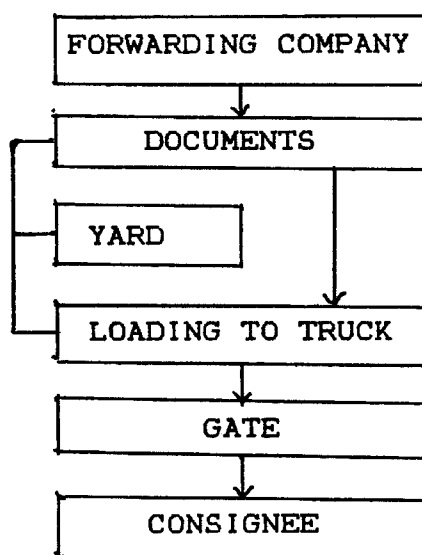 FORWARDING COMPANY
DOCUMENTS
YARD
LOADING TO TRUCK
GATE
CONSIGNEE